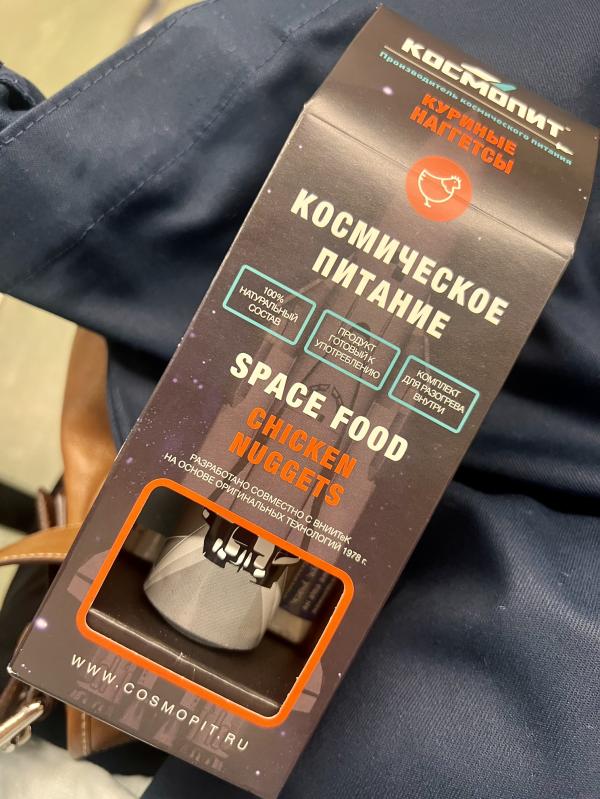 КОСМОПИТ
Производитель космического питания
КУРИНЫЕ
НАГГЕТСЫ
КОСМИЧЕСКОЕ
ПИТАНИЕ
100%
НАТУРАЛЬНЫЙ
СОСТАВ
ПРОДУКТ
ГОТОВЫЙ К
УПОТРЕБЛЕНИЮ
КОМПЛЕКТ
ДЛЯ РАЗОГРЕВА
ВНУТРИ
SPACE FOOD
CHICKEN
NUGGETS
РАЗРАБОТАНО СОВМЕСТНО С ВНИИТеК
НА ОСНОВЕ ОРИГИНАЛЬНЫХ ТЕХНОЛОГИЙ 1978 г.
WWW.COSMOPIT.RU